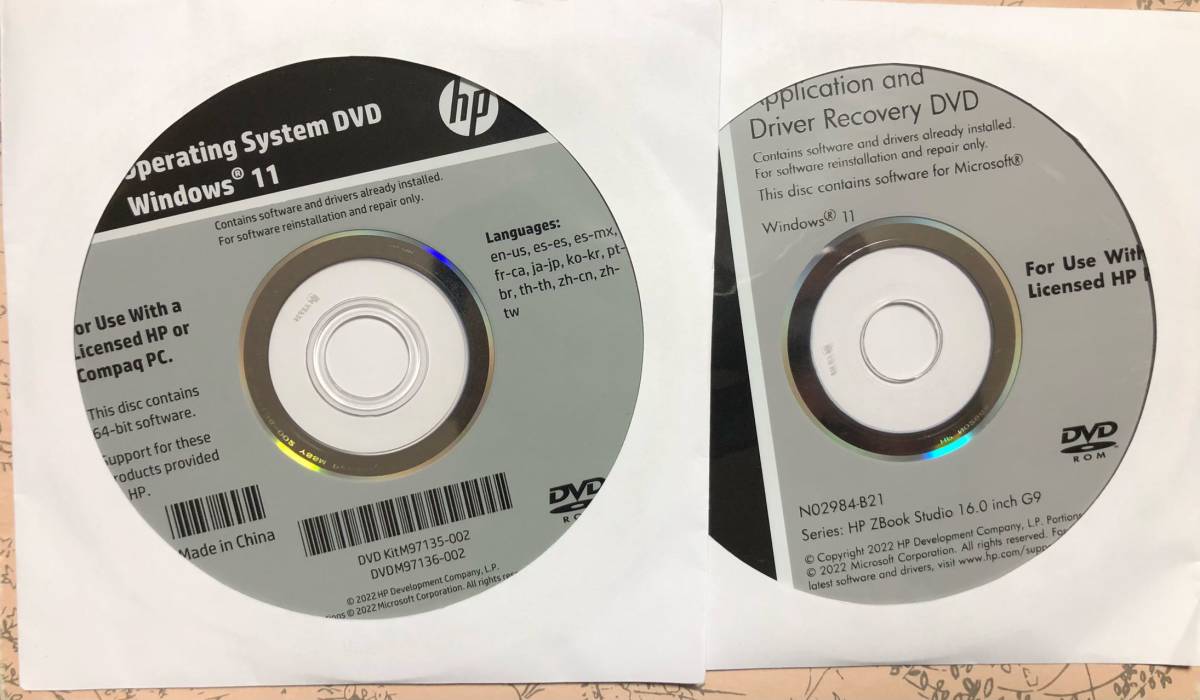 perating System DVD
Windows® 11
hp
Contains software and drivers already installed.
For software reinstallation and repair only.
Languages:
en-us, es-es, es-mx,
fr-ca, ja-jp, ko-kr, pt-
br, th-th, zh-cn, zh-
tw
or Use With a
Licensed HP or
Compaq PC.
This disc contains
64-bit software.
upport for these
roducts provided
HP.
Made in China
DVD KitM97135-002
DVDM97136-002
DVD
© 2022 HP Development Company, L.P.
© 2022 Microsoft Corporation. All rights
pplication and
Driver Recovery DVD
Contains software and drivers already installed.
For software reinstallation and repair only.
This disc contains software for Microsoft®
Windows® 11
For Use With
Licensed HP
DVD
ROM
N02984-B21
Series: HP ZBook Studio 16.0 inch G9
© Copyright 2022 HP Development Company, L.P. Portions
© 2022 Microsoft Corporation. All rights reserved. For
latest software and drivers, visit www.hp.com/supp